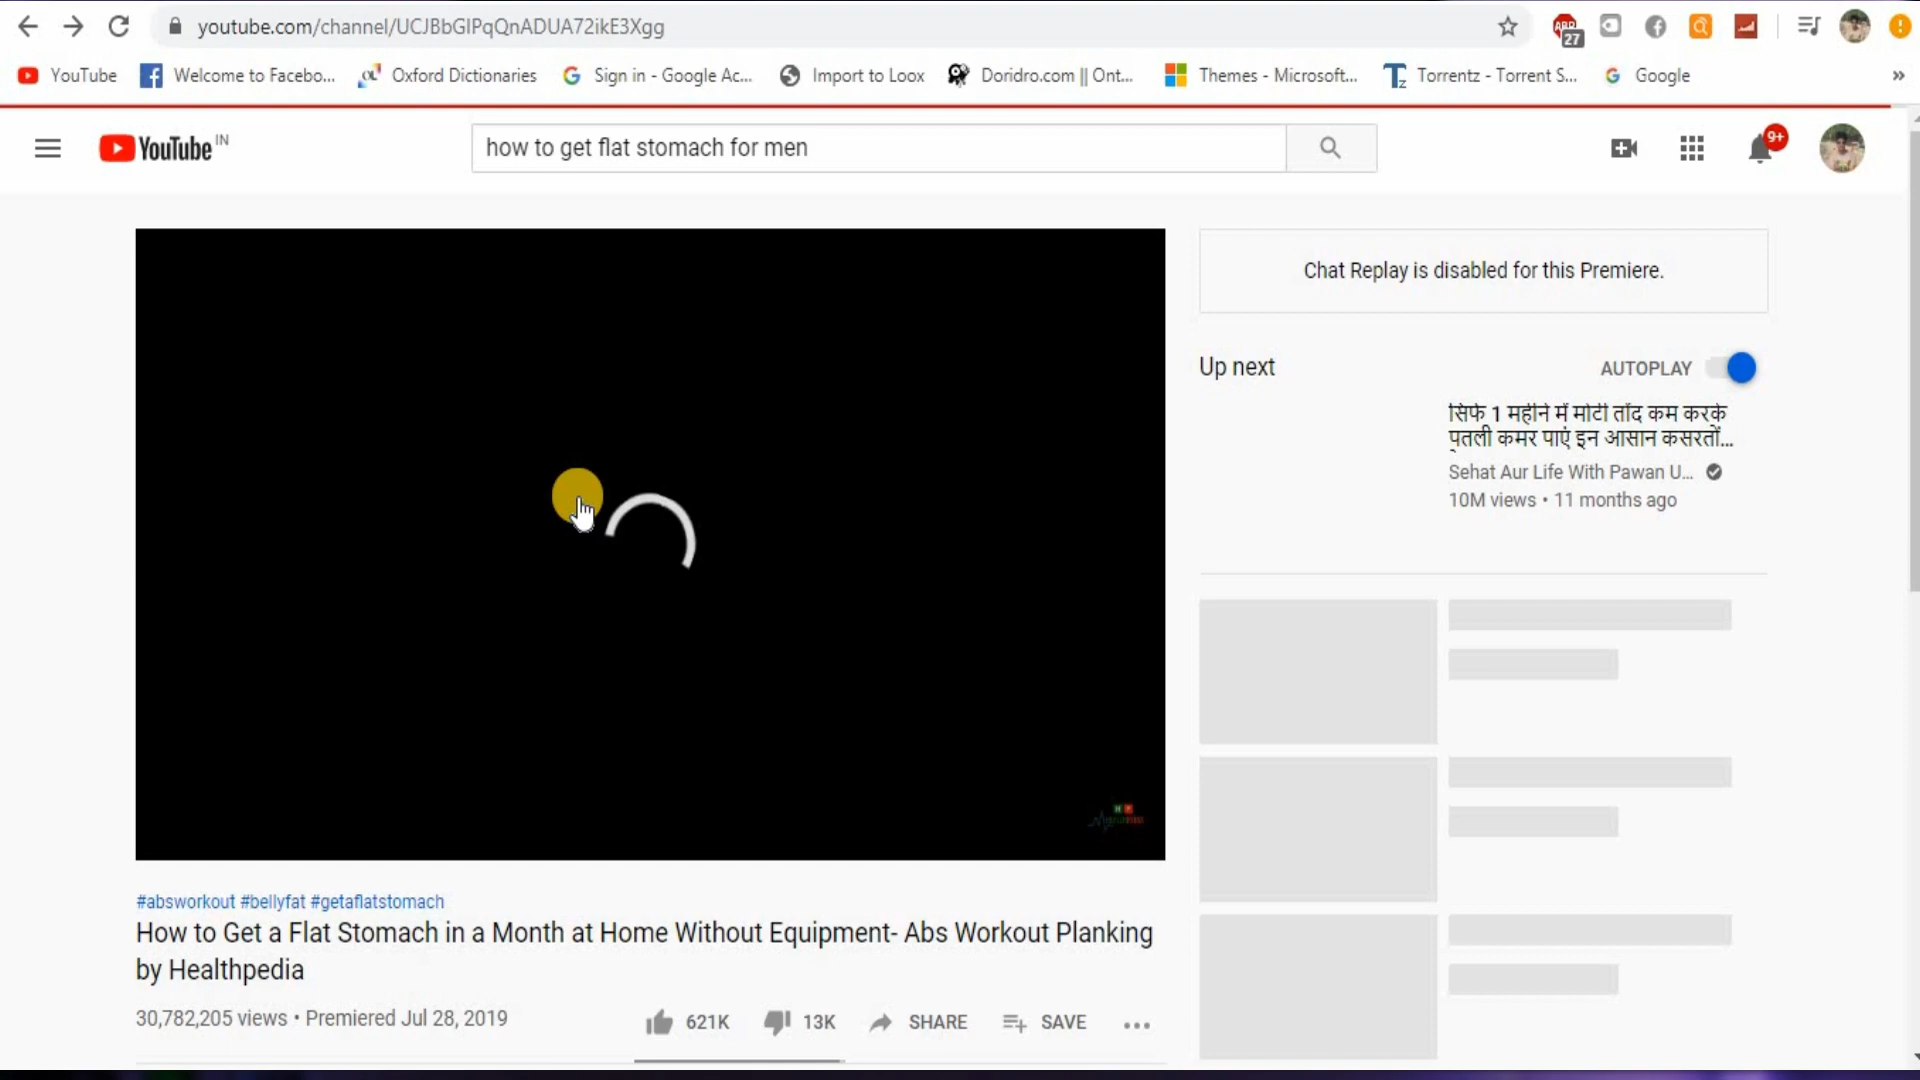 youtube.com/channel/UCJBbGlPqQnADUA72ikE3Xgg
ABP 27
YouTube Welcome to Facebo... Oxford Dictionaries Sign in - Google Ac... Import to Loox Doridro.com || Ont... Themes - Microsoft... Torrentz - Torrent S... Google »
YouTube IN
how to get flat stomach for men
9+
Chat Replay is disabled for this Premiere.
Up next
AUTOPLAY
सिर्फ 1 महीने में मोटी तोंद कम करके
पतली कमर पाएं इन आसान कसरतों...
Sehat Aur Life With Pawan U...
10M views • 11 months ago
#absworkout #bellyfat #getaflatstomach
How to Get a Flat Stomach in a Month at Home Without Equipment- Abs Workout Planking
by Healthpedia
30,782,205 views • Premiered Jul 28, 2019
621K 13K SHARE SAVE